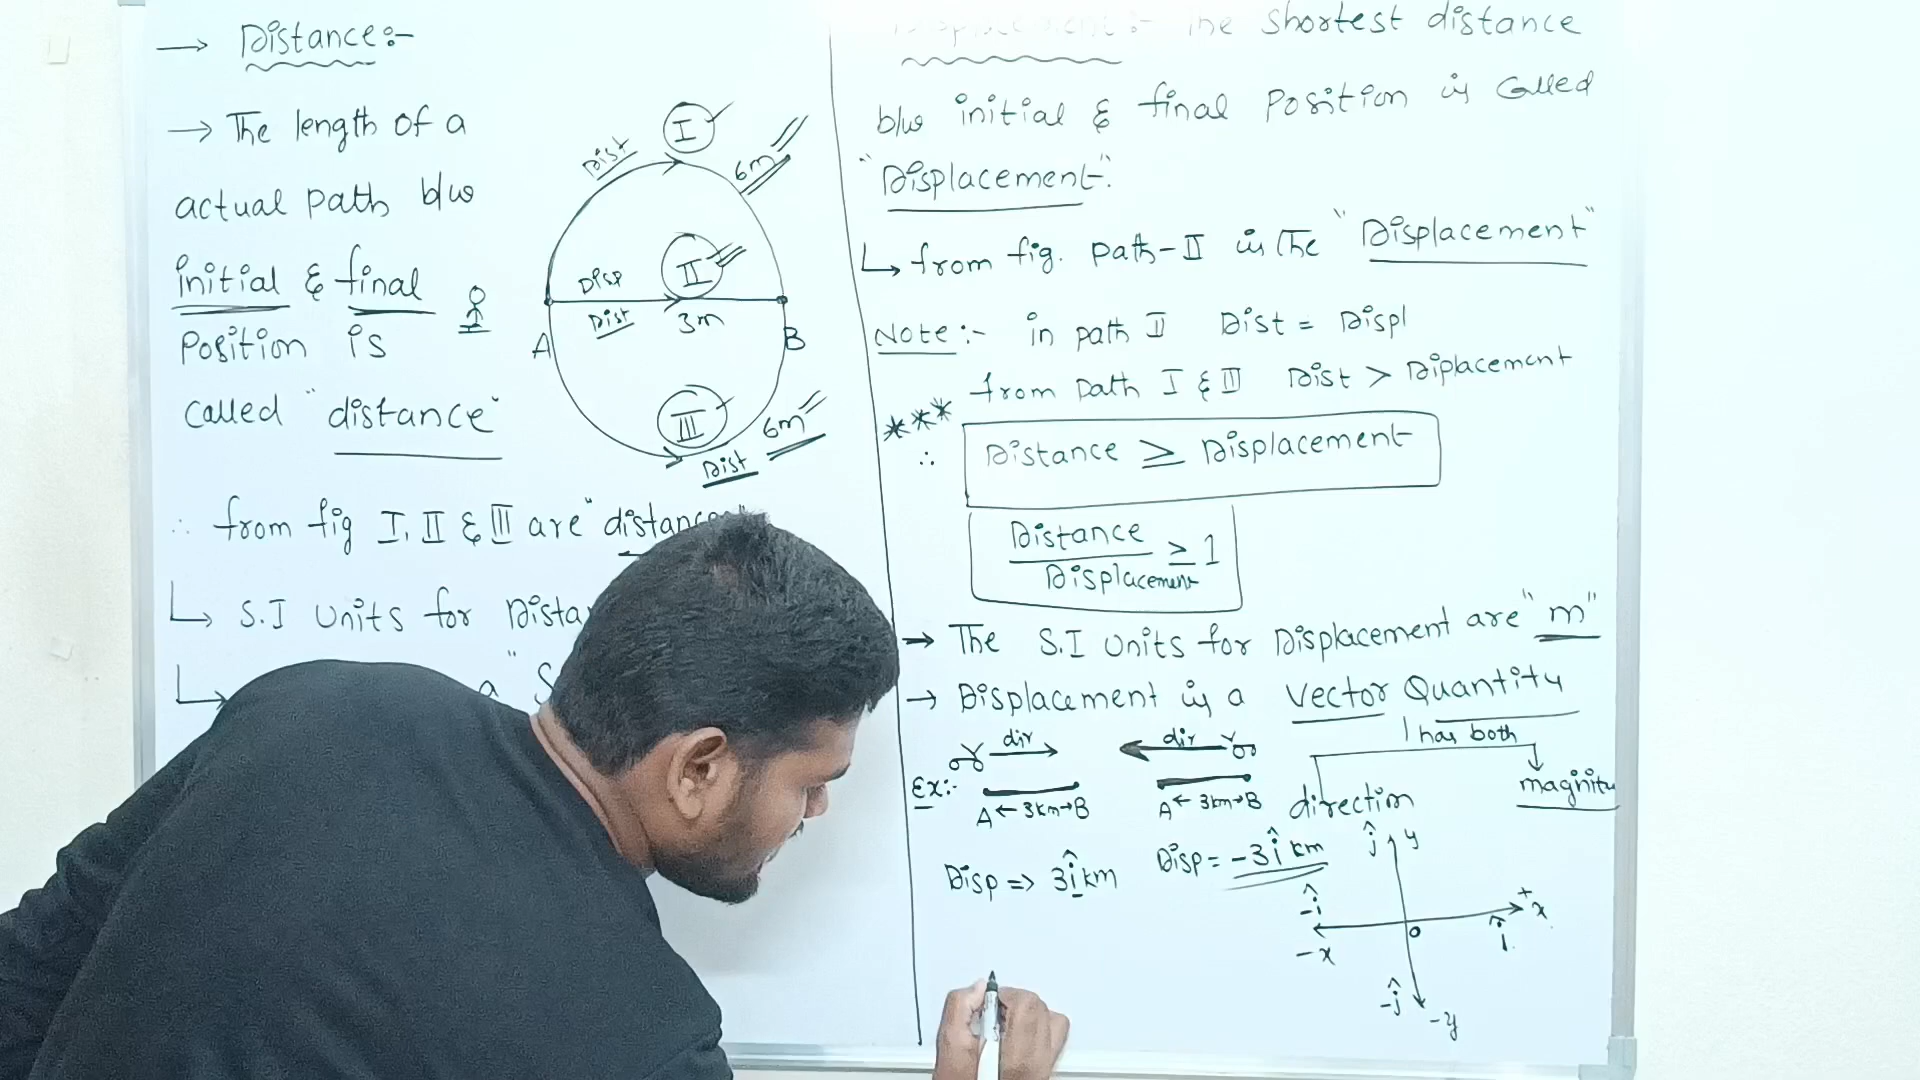 → Distance:-
→ The length of a
actual path b/w
initial & final
position is
called "distance"
∴ from fig I, II & III are "distance
↳ S.I Units for Dista
↳ a "S
I
Dist
6m
II
Disp
Dist 3m
A B
III
6m
Dist
The shortest distance
b/w initial & final position is called
"Displacement".
↳ from fig. path-II is the "Displacement"
Note:- in path II Dist = Displ
from path I & III Dist > Diplacement
***
∴ Distance ≥ Displacement
Distance
Displacement ≥ 1
→ The S.I Units for Displacement are "m"
→ Displacement is a Vector Quantity
has both
direction
magnitu
dir
dir
Ex:-
A ← 3km → B
A ← 3km → B
Disp => 3î km
Disp = -3î km
ĵ y
-î
+x
-x
o
î
-ĵ
-y